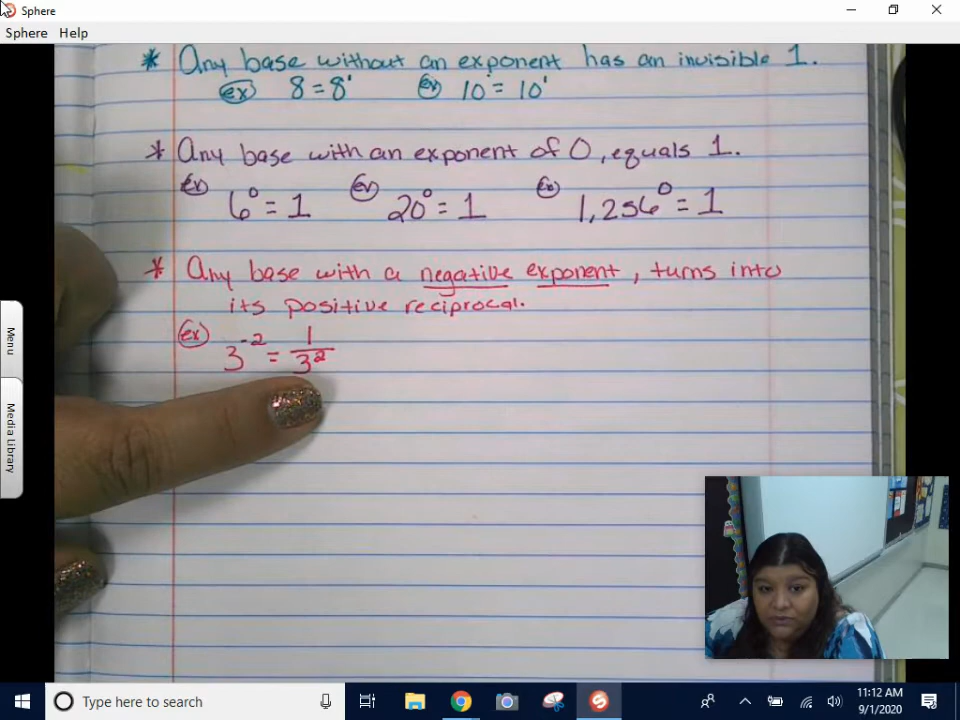 Sphere
Sphere Help
* Any base without an exponent has an invisible 1.
ex 8 = 8¹ ex 10 = 10¹
* Any base with an exponent of 0, equals 1.
ex 6⁰ = 1 ex 20⁰ = 1 ex 1,256⁰ = 1
* Any base with a negative exponent, turns into
its positive reciprocal.
ex 3⁻² = 1/3²
Menu
Media Library
Type here to search
11:12 AM
9/1/2020